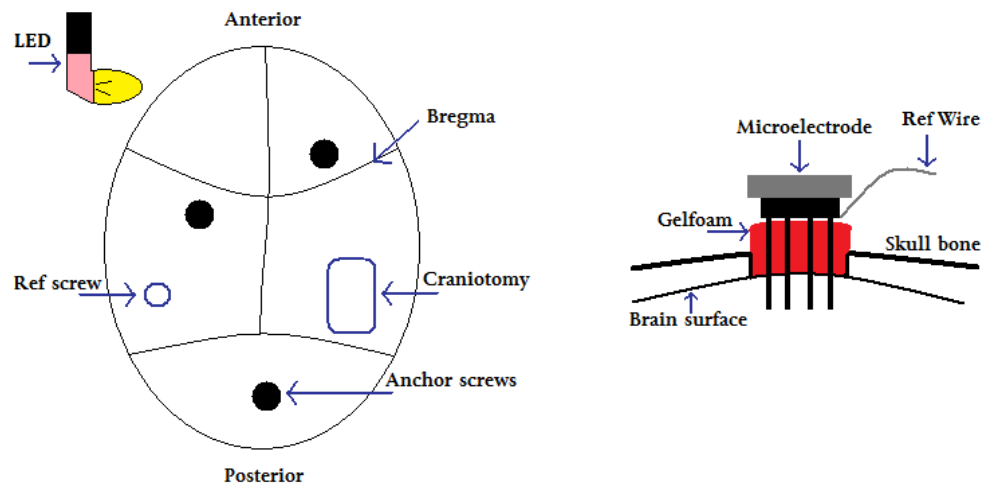 Anterior
LED
Bregma
Ref screw
Craniotomy
Anchor screws
Posterior
Microelectrode
Ref Wire
Gelfoam
Skull bone
Brain surface